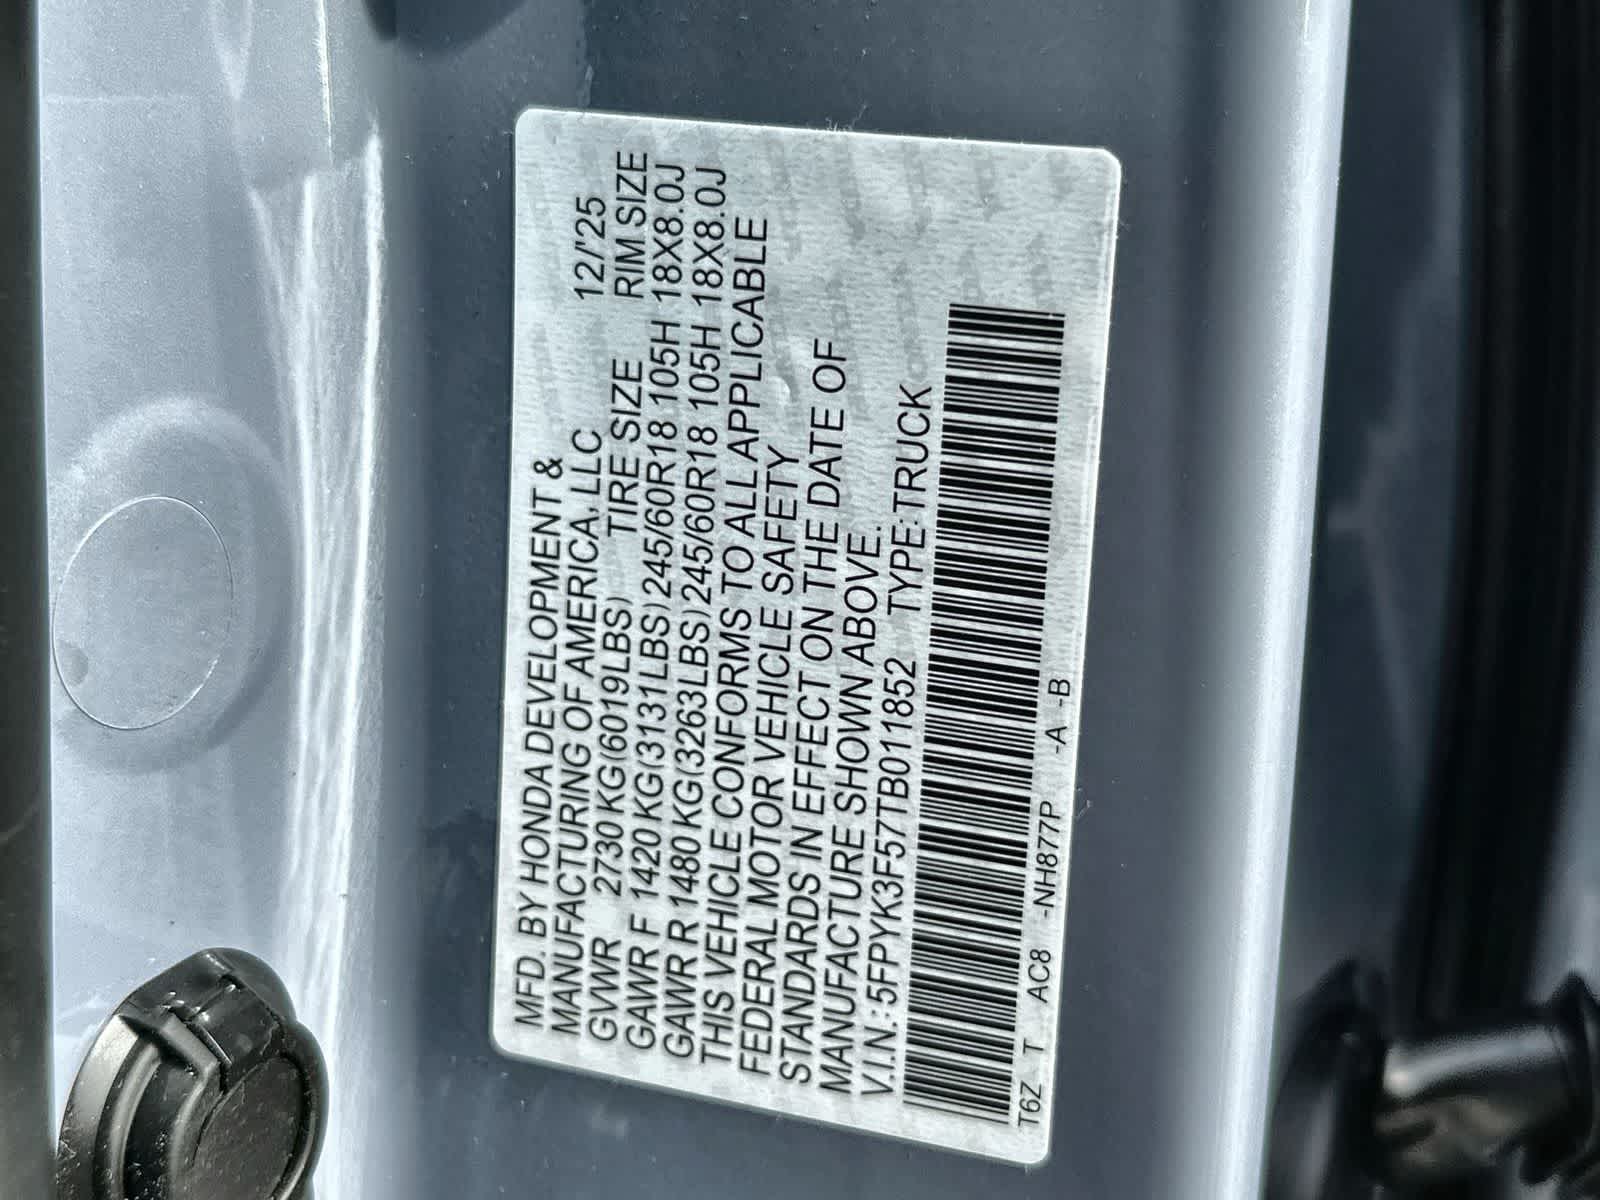 MFD. BY HONDA DEVELOPMENT &
MANUFACTURING OF AMERICA, LLC 12/'25
GVWR 2730 KG(6019LBS) TIRE SIZE RIM SIZE
GAWR F 1420 KG(3131LBS) 245/60R18 105H 18X8.0J
GAWR R 1480 KG(3263LBS) 245/60R18 105H 18X8.0J
THIS VEHICLE CONFORMS TO ALL APPLICABLE
FEDERAL MOTOR VEHICLE SAFETY
STANDARDS IN EFFECT ON THE DATE OF
MANUFACTURE SHOWN ABOVE.
V.I.N.:5FPYK3F57TB011852 TYPE:TRUCK
T6Z T AC8 -NH877P -A -B